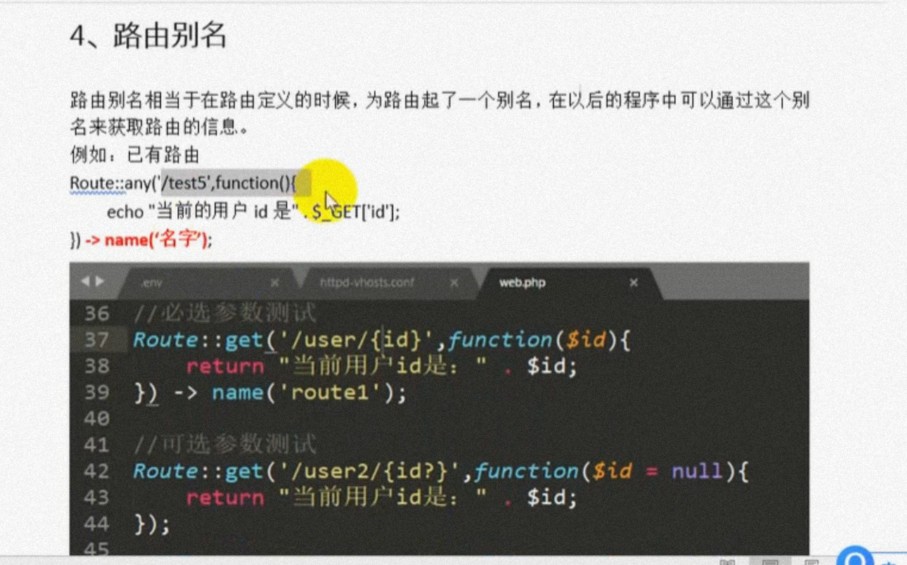 4、路由别名
路由别名相当于在路由定义的时候，为路由起了一个别名，在以后的程序中可以通过这个别
名来获取路由的信息。
例如：已有路由
Route::any('/test5',function(){
echo "当前的用户 id 是" . $_GET['id'];
}) -> name('名字');
.env × httpd-vhosts.conf × web.php ×
36 //必选参数测试
37 Route::get('/user/{id}',function($id){
38 return "当前用户id是：" . $id;
39 }) -> name('route1');
40
41 //可选参数测试
42 Route::get('/user2/{id?}',function($id = null){
43 return "当前用户id是：" . $id;
44 });
45